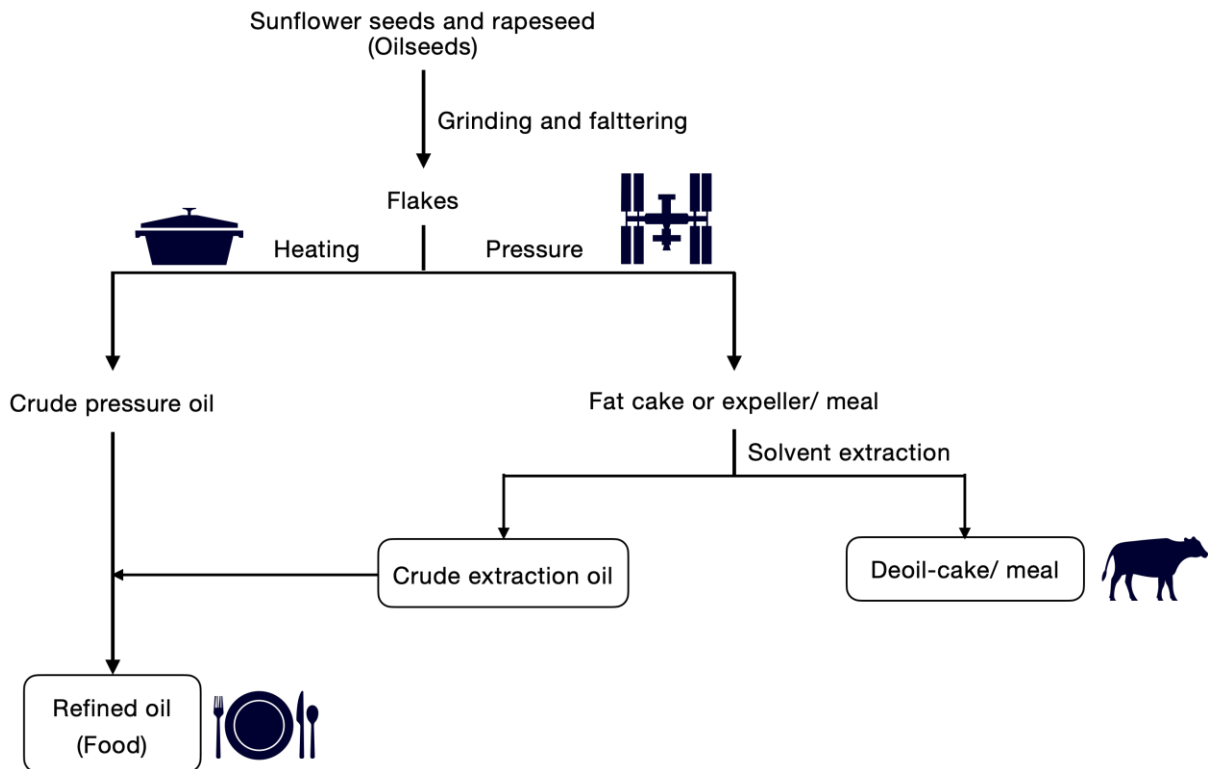 Sunflower seeds and rapeseed
(Oilseeds)
Grinding and falttering
Flakes
Heating
Pressure
Crude pressure oil
Fat cake or expeller/ meal
Solvent extraction
Crude extraction oil
Deoil-cake/ meal
Refined oil
(Food)